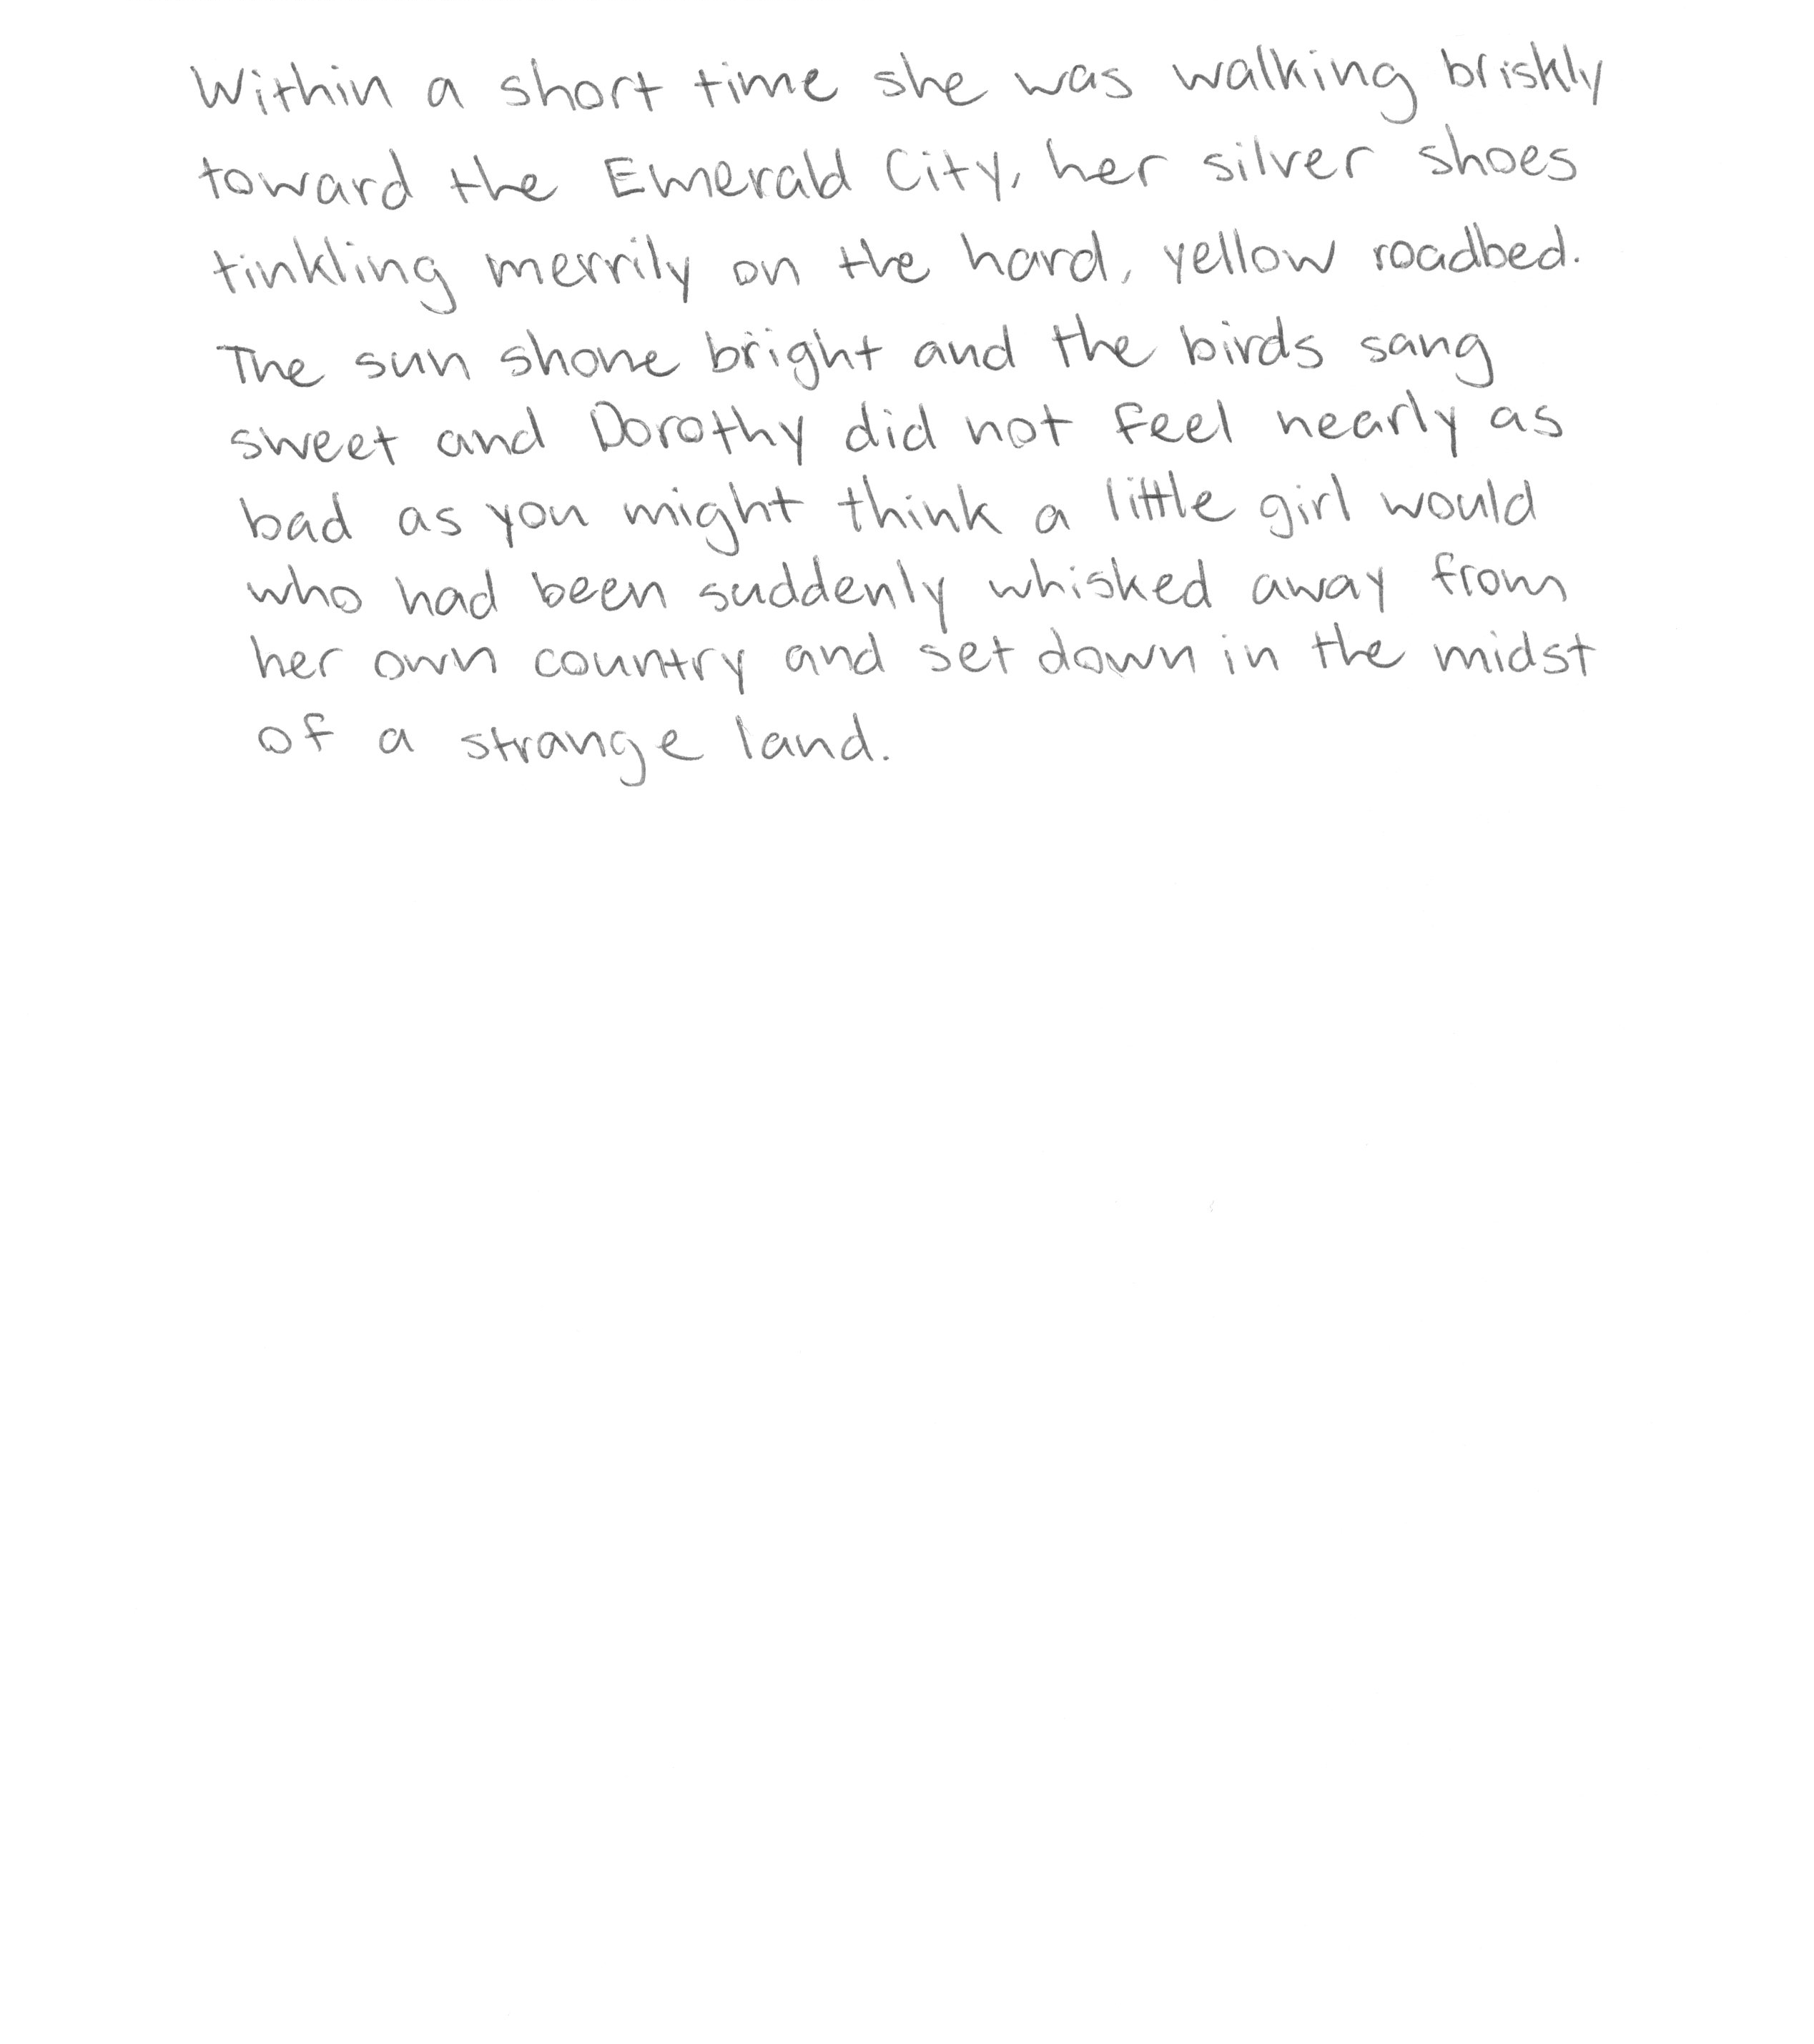 Within a short time she was walking briskly
toward the Emerald City, her silver shoes
tinkling merrily on the hard, yellow roadbed.
The sun shone bright and the birds sang
sweet and Dorothy did not feel nearly as
bad as you might think a little girl would
who had been suddenly whisked away from
her own country and set down in the midst
of a strange land.